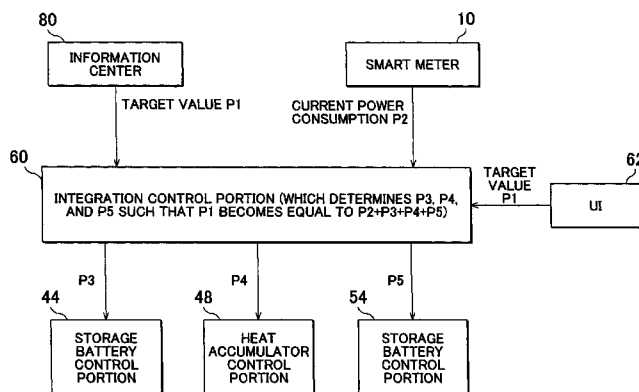 80
INFORMATION
CENTER
10
SMART METER
TARGET VALUE P1
CURRENT POWER
CONSUMPTION P2
60
INTEGRATION CONTROL PORTION (WHICH DETERMINES P3, P4,
AND P5 SUCH THAT P1 BECOMES EQUAL TO P2+P3+P4+P5)
TARGET
VALUE
P1
62
UI
P3
P4
P5
44
STORAGE
BATTERY
CONTROL
PORTION
48
HEAT
ACCUMULATOR
CONTROL
PORTION
54
STORAGE
BATTERY
CONTROL
PORTION